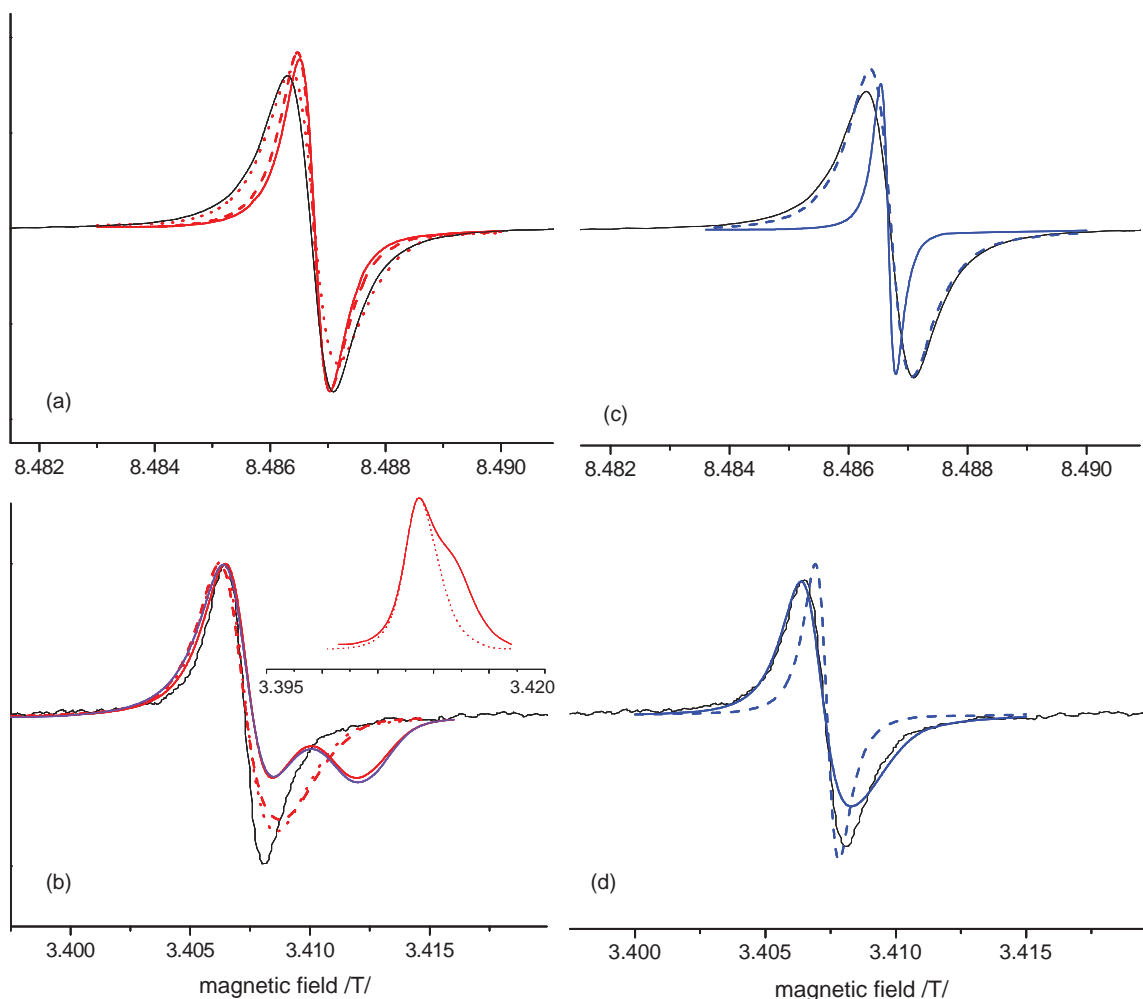 (a)
8.482 8.484 8.486 8.488 8.490
(c)
8.482 8.484 8.486 8.488 8.490
3.395 3.420
(b)
3.400 3.405 3.410 3.415
magnetic field /T/
(d)
3.400 3.405 3.410 3.415
magnetic field /T/